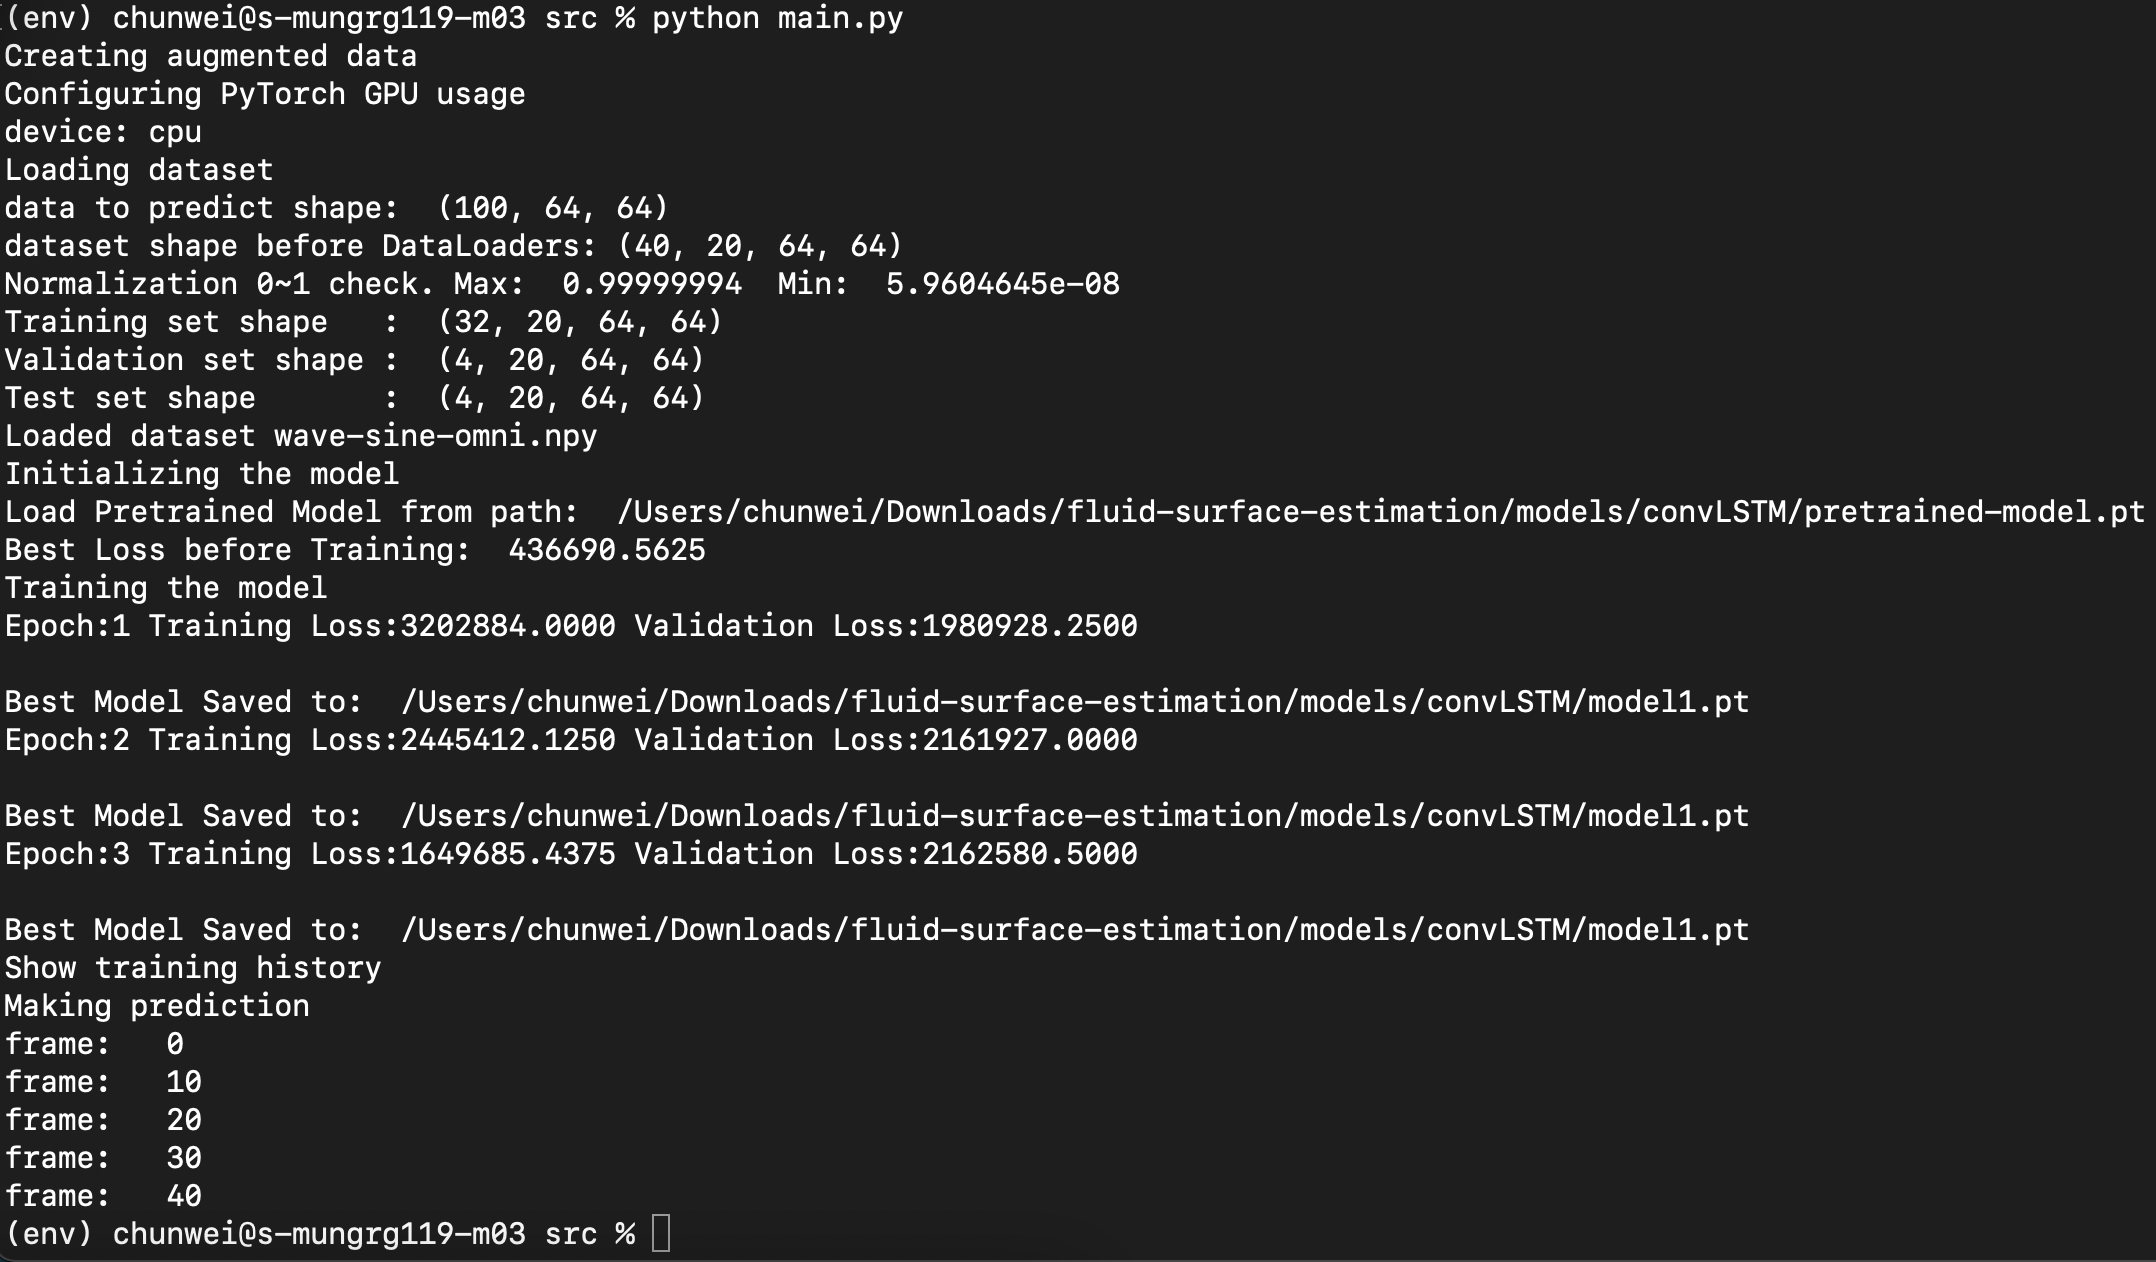 (env) chunwei@s-mungrg119-m03 src % python main.py
Creating augmented data
Configuring PyTorch GPU usage
device: cpu
Loading dataset
data to predict shape:  (100, 64, 64)
dataset shape before DataLoaders: (40, 20, 64, 64)
Normalization 0~1 check. Max:  0.99999994  Min:  5.9604645e-08
Training set shape   :  (32, 20, 64, 64)
Validation set shape :  (4, 20, 64, 64)
Test set shape       :  (4, 20, 64, 64)
Loaded dataset wave-sine-omni.npy
Initializing the model
Load Pretrained Model from path:  /Users/chunwei/Downloads/fluid-surface-estimation/models/convLSTM/pretrained-model.pt
Best Loss before Training:  436690.5625
Training the model
Epoch:1 Training Loss:3202884.0000 Validation Loss:1980928.2500
Best Model Saved to:  /Users/chunwei/Downloads/fluid-surface-estimation/models/convLSTM/model1.pt
Epoch:2 Training Loss:2445412.1250 Validation Loss:2161927.0000
Best Model Saved to:  /Users/chunwei/Downloads/fluid-surface-estimation/models/convLSTM/model1.pt
Epoch:3 Training Loss:1649685.4375 Validation Loss:2162580.5000
Best Model Saved to:  /Users/chunwei/Downloads/fluid-surface-estimation/models/convLSTM/model1.pt
Show training history
Making prediction
frame:   0
frame:   10
frame:   20
frame:   30
frame:   40
(env) chunwei@s-mungrg119-m03 src %